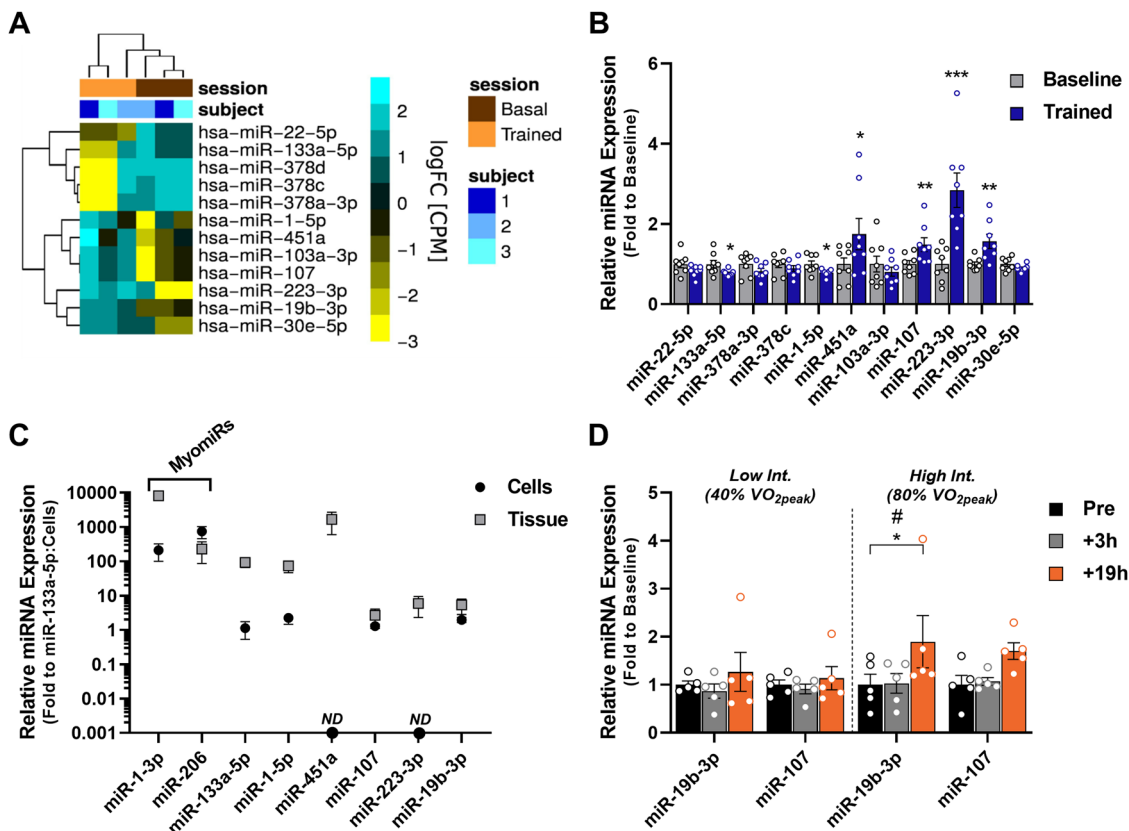 A
session
subject
hsa-miR-22-5p
hsa-miR-133a-5p
hsa-miR-378d
hsa-miR-378c
hsa-miR-378a-3p
hsa-miR-1-5p
hsa-miR-451a
hsa-miR-103a-3p
hsa-miR-107
hsa-miR-223-3p
hsa-miR-19b-3p
hsa-miR-30e-5p
2
1
0
-1
-2
-3
logFC [CPM]
session
Basal
Trained
subject
1
2
3
B
Relative miRNA Expression
(Fold to Baseline)
6
4
2
0
* * * ** *** **
Baseline
Trained
miR-22-5p
miR-133a-5p
miR-378a-3p
miR-378c
miR-1-5p
miR-451a
miR-103a-3p
miR-107
miR-223-3p
miR-19b-3p
miR-30e-5p
C
MyomiRs
Relative miRNA Expression
(Fold to miR-133a-5p:Cells)
10000
1000
100
10
1
0.1
0.01
0.001
ND ND
Cells
Tissue
miR-1-3p
miR-206
miR-133a-5p
miR-1-5p
miR-451a
miR-107
miR-223-3p
miR-19b-3p
D
Low Int.
(40% VO2peak)
High Int.
(80% VO2peak)
Relative miRNA Expression
(Fold to Baseline)
5
4
3
2
1
0
#
*
Pre
+3h
+19h
miR-19b-3p
miR-107
miR-19b-3p
miR-107